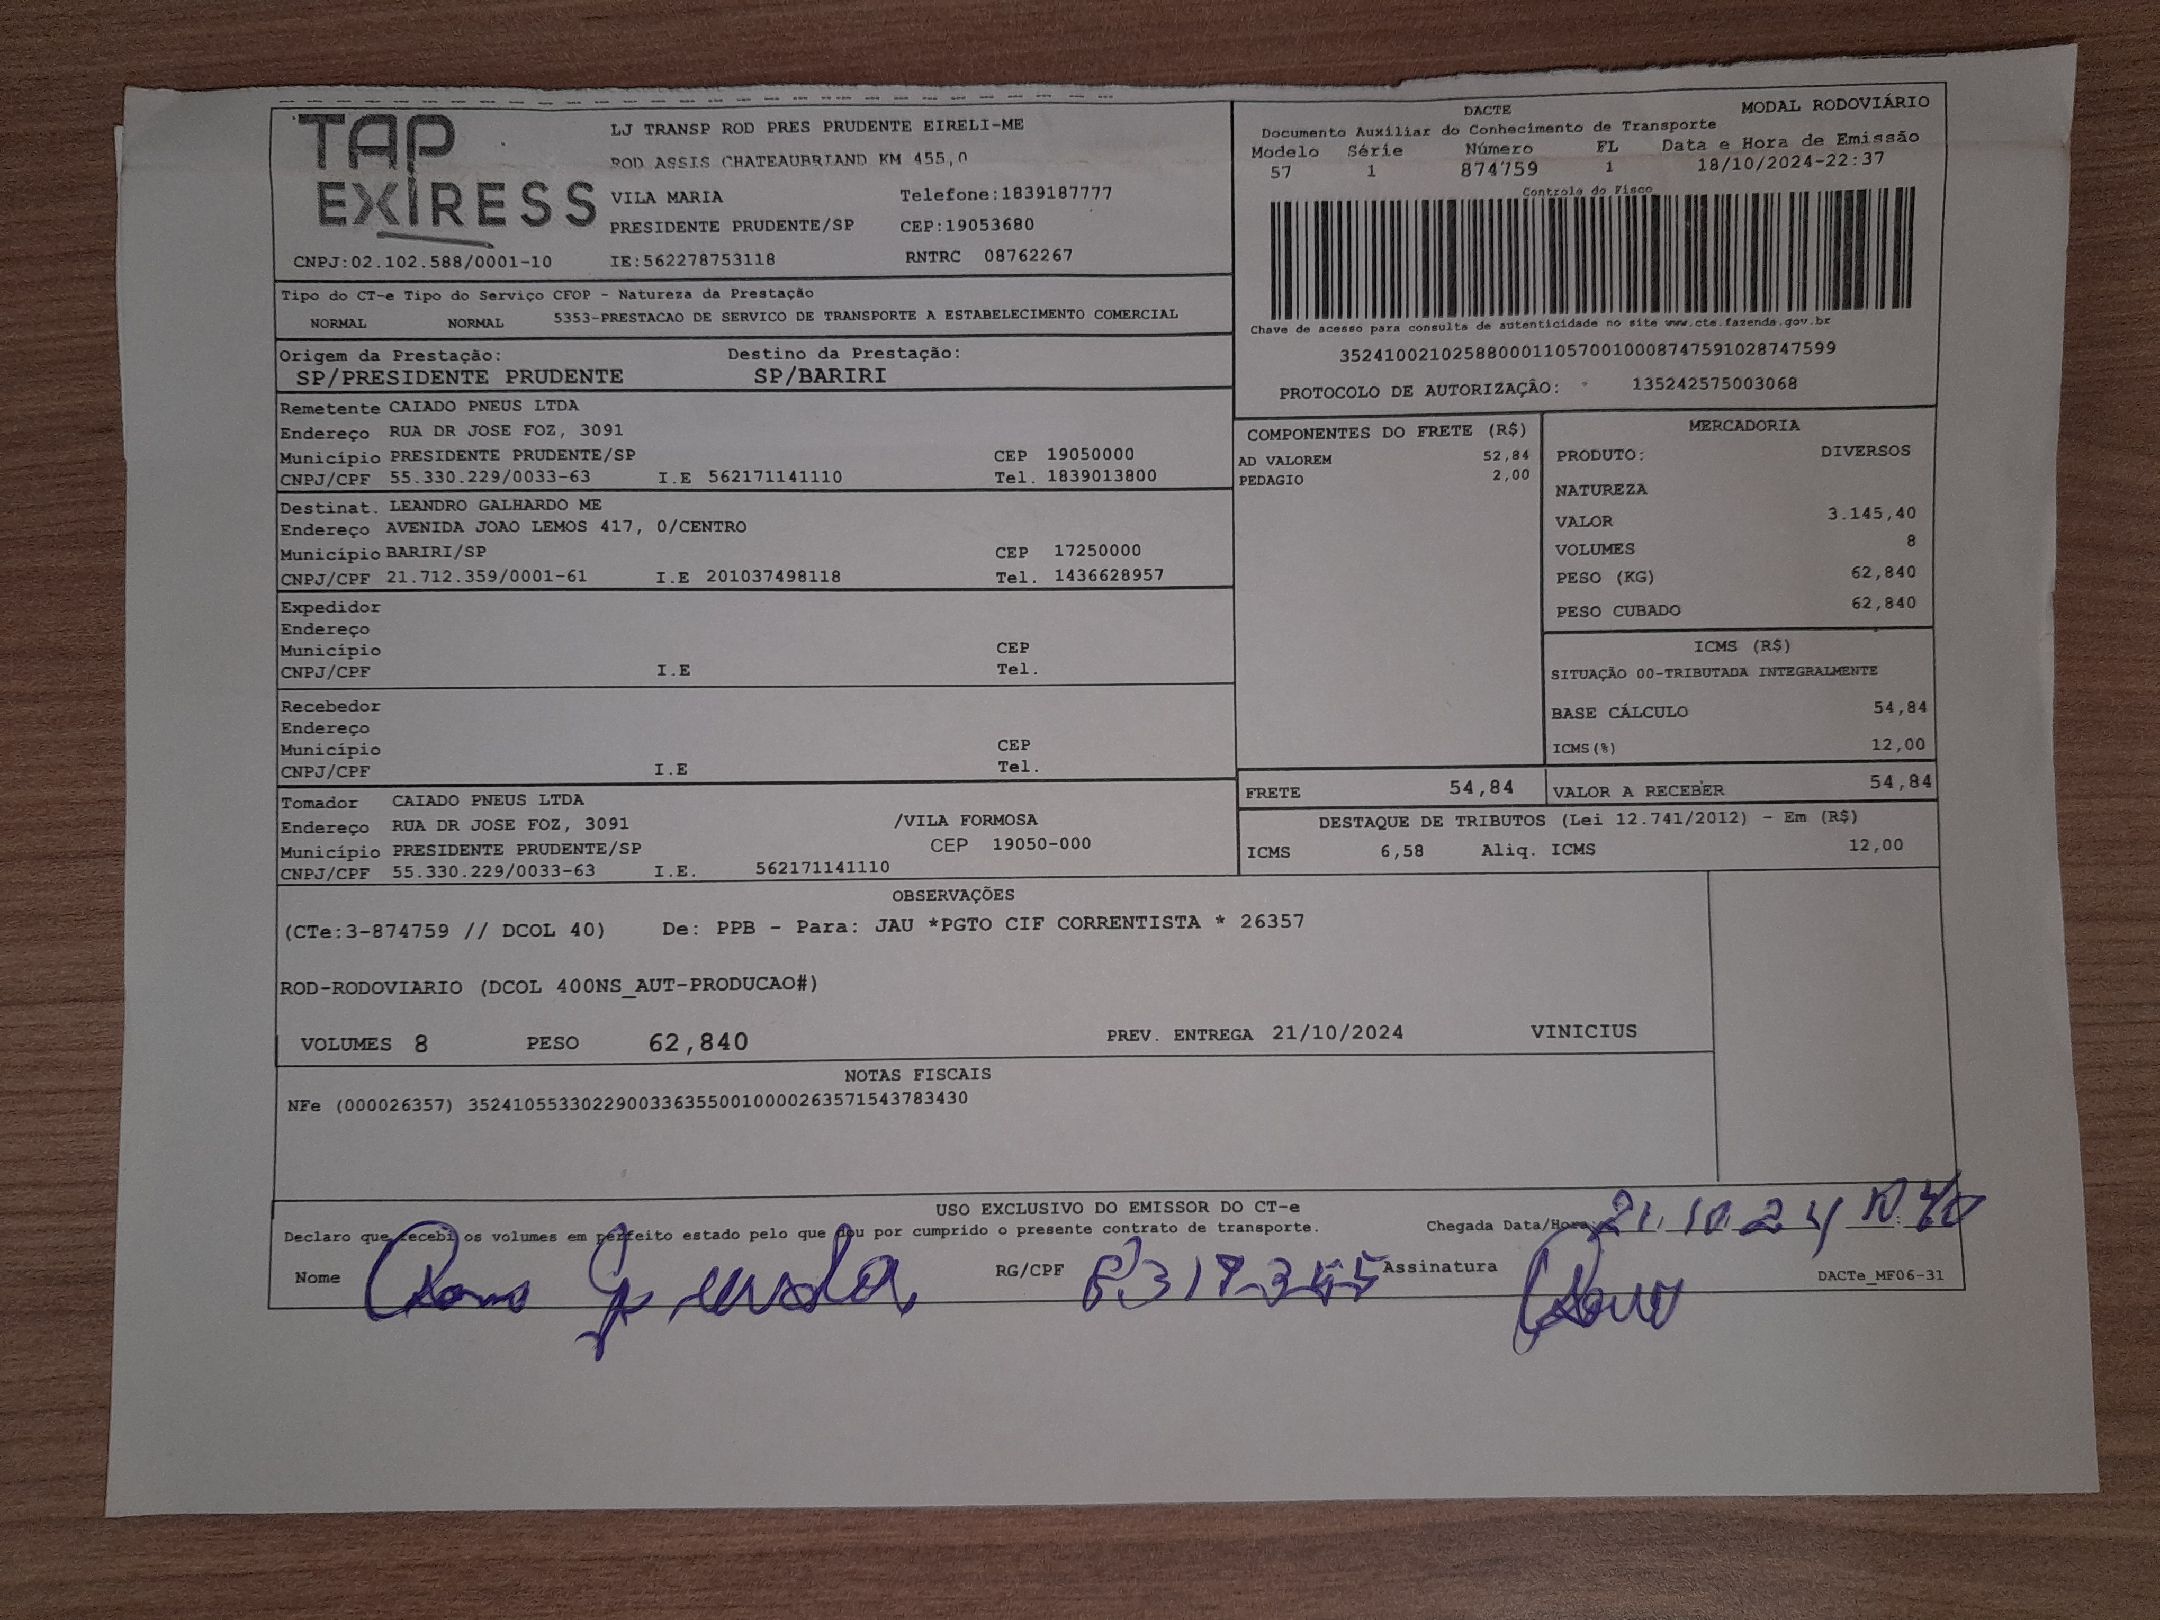 TAP
EXPRESS
LJ TRANSP ROD PRES PRUDENTE EIRELI-ME
ROD ASSIS CHATEAUBRIAND KM 455,0
VILA MARIA Telefone:1839187777
PRESIDENTE PRUDENTE/SP CEP:19053680
CNPJ:02.102.588/0001-10 IE:562278753118 RNTRC 08762267
DACTE MODAL RODOVIÁRIO
Documento Auxiliar do Conhecimento de Transporte
Modelo Série Número FL Data e Hora de Emissão
57 1 874759 1 18/10/2024-22:37
Controle do Fisco
Chave de acesso para consulta de autenticidade no site www.cte.fazenda.gov.br
35241002102588000110570010008747591028747599
PROTOCOLO DE AUTORIZAÇÃO: 135242575003068
Tipo do CT-e Tipo do Serviço CFOP - Natureza da Prestação
NORMAL NORMAL 5353-PRESTACAO DE SERVICO DE TRANSPORTE A ESTABELECIMENTO COMERCIAL
Origem da Prestação: Destino da Prestação:
SP/PRESIDENTE PRUDENTE SP/BARIRI
Remetente CAIADO PNEUS LTDA
Endereço RUA DR JOSE FOZ, 3091
Município PRESIDENTE PRUDENTE/SP CEP 19050000
CNPJ/CPF 55.330.229/0033-63 I.E 562171141110 Tel. 1839013800
Destinat. LEANDRO GALHARDO ME
Endereço AVENIDA JOAO LEMOS 417, 0/CENTRO
Município BARIRI/SP CEP 17250000
CNPJ/CPF 21.712.359/0001-61 I.E 201037498118 Tel. 1436628957
Expedidor
Endereço
Município CEP
CNPJ/CPF I.E Tel.
Recebedor
Endereço
Município CEP
CNPJ/CPF I.E Tel.
Tomador CAIADO PNEUS LTDA
Endereço RUA DR JOSE FOZ, 3091 /VILA FORMOSA
Município PRESIDENTE PRUDENTE/SP CEP 19050-000
CNPJ/CPF 55.330.229/0033-63 I.E. 562171141110
COMPONENTES DO FRETE (R$)
AD VALOREM 52,84
PEDAGIO 2,00
MERCADORIA
PRODUTO: DIVERSOS
NATUREZA
VALOR 3.145,40
VOLUMES 8
PESO (KG) 62,840
PESO CUBADO 62,840
ICMS (R$)
SITUAÇÃO 00-TRIBUTADA INTEGRALMENTE
BASE CÁLCULO 54,84
ICMS(%) 12,00
FRETE 54,84 VALOR A RECEBER 54,84
DESTAQUE DE TRIBUTOS (Lei 12.741/2012) - Em (R$)
ICMS 6,58 Aliq. ICMS 12,00
OBSERVAÇÕES
(CTe:3-874759 // DCOL 40) De: PPB - Para: JAU *PGTO CIF CORRENTISTA * 26357
ROD-RODOVIARIO (DCOL 400NS_AUT-PRODUCAO#)
VOLUMES 8 PESO 62,840 PREV. ENTREGA 21/10/2024 VINICIUS
NOTAS FISCAIS
NFe (000026357) 35241055330229003363550010000263571543783430
USO EXCLUSIVO DO EMISSOR DO CT-e
Declaro que recebi os volumes em perfeito estado pelo que dou por cumprido o presente contrato de transporte. Chegada Data/Hora 21.10.24
Nome RG/CPF Assinatura DACTe_MF06-31